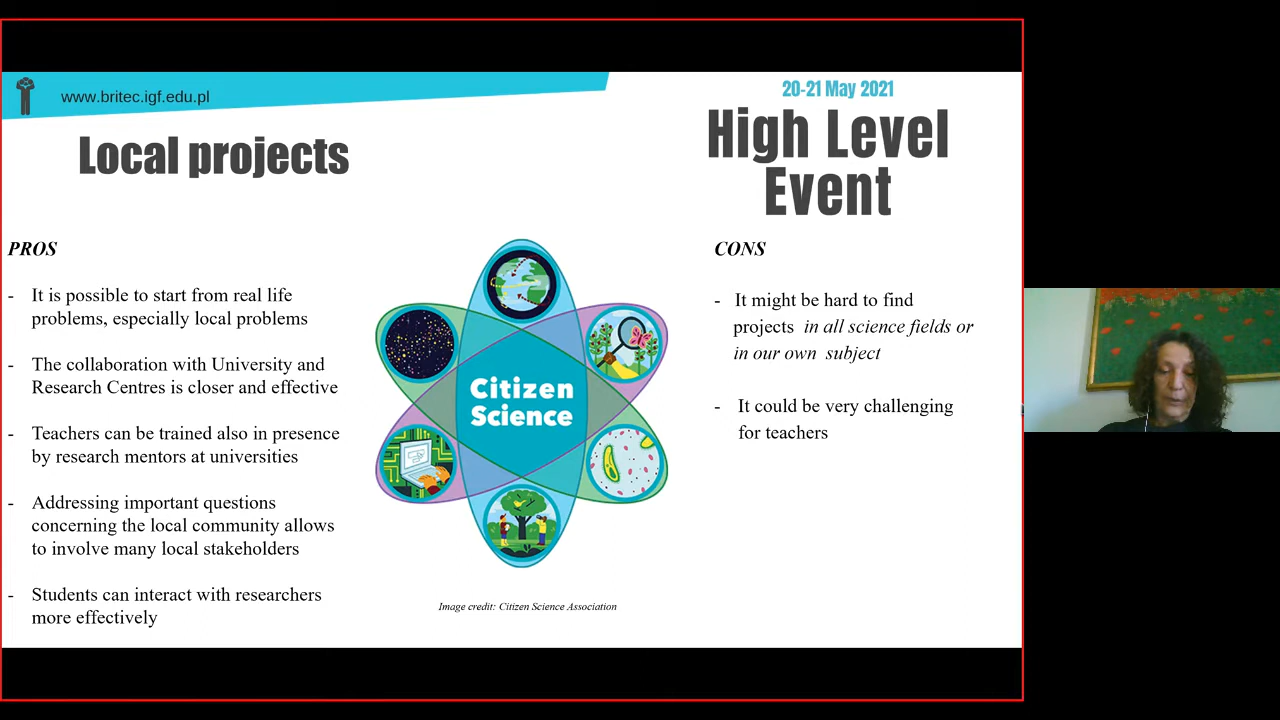 www.britec.igf.edu.pl
20-21 May 2021
High Level
Event
Local projects
PROS
- It is possible to start from real life
problems, especially local problems
- The collaboration with University and
Research Centres is closer and effective
- Teachers can be trained also in presence
by research mentors at universities
- Addressing important questions
concerning the local community allows
to involve many local stakeholders
- Students can interact with researchers
more effectively
Citizen
Science
Image credit: Citizen Science Association
CONS
- It might be hard to find
projects in all science fields or
in our own subject
- It could be very challenging
for teachers